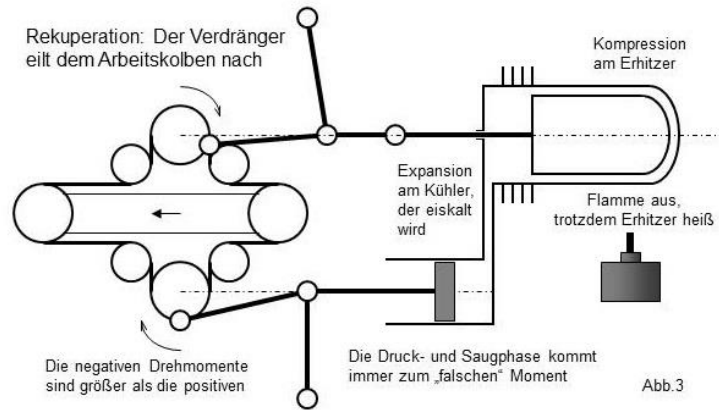 Rekuperation: Der Verdränger
eilt dem Arbeitskolben nach
Kompression
am Erhitzer
Expansion
am Kühler,
der eiskalt
wird
Flamme aus,
trotzdem Erhitzer heiß
Die negativen Drehmomente
sind größer als die positiven
Die Druck- und Saugphase kommt
immer zum „falschen“ Moment
Abb.3